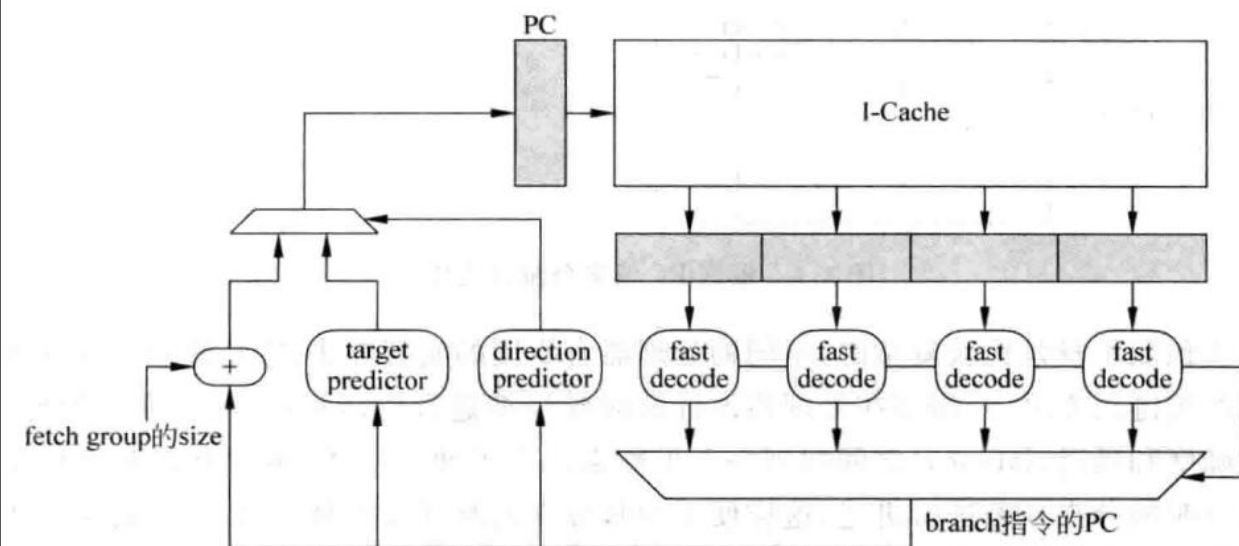 PC
I-Cache
target
predictor
direction
predictor
fast
decode
fast
decode
fast
decode
fast
decode
+
fetch group的size
branch指令的PC